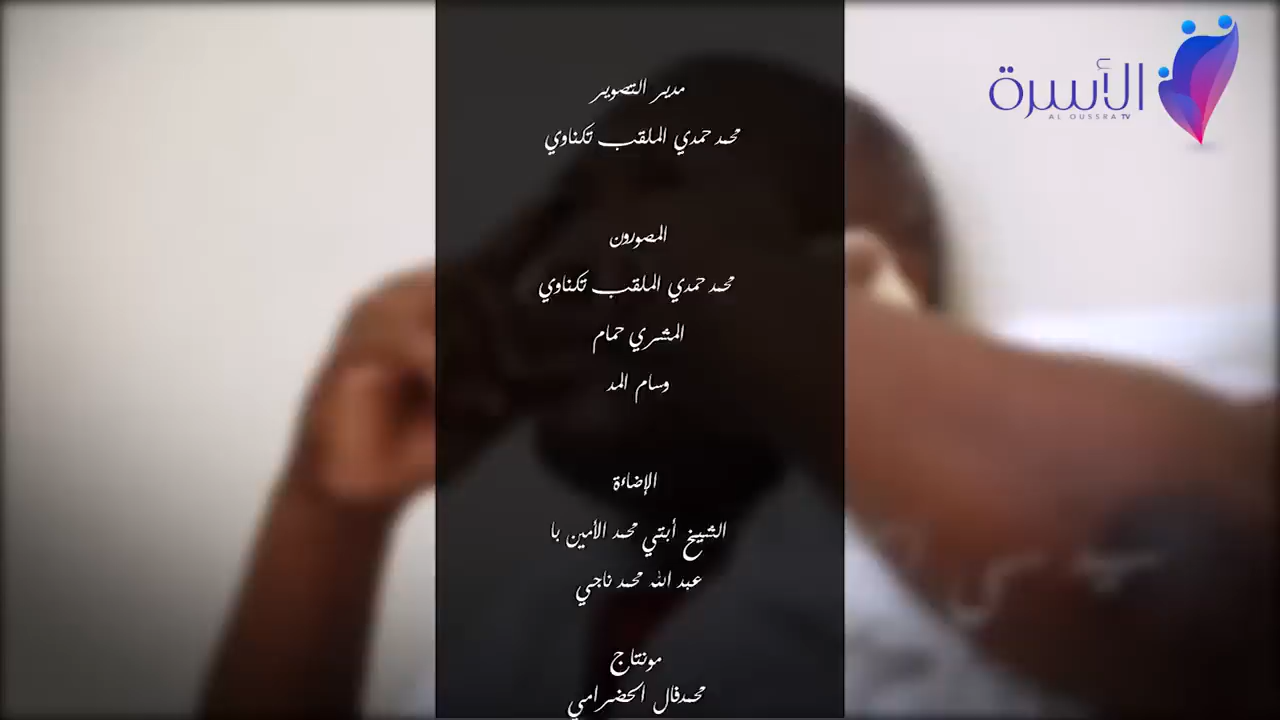 الأسرة
AL OUSSRA TV
مدير التصوير
محمد حمدي الملقب تكناوي
المصورون
محمد حمدي الملقب تكناوي
المشري حمام
وسام المد
الإضاءة
الشيخ أبقي محمد الأمين با
عبد الله محمد ناجي
مونتاج
محمدفال الحضرامي